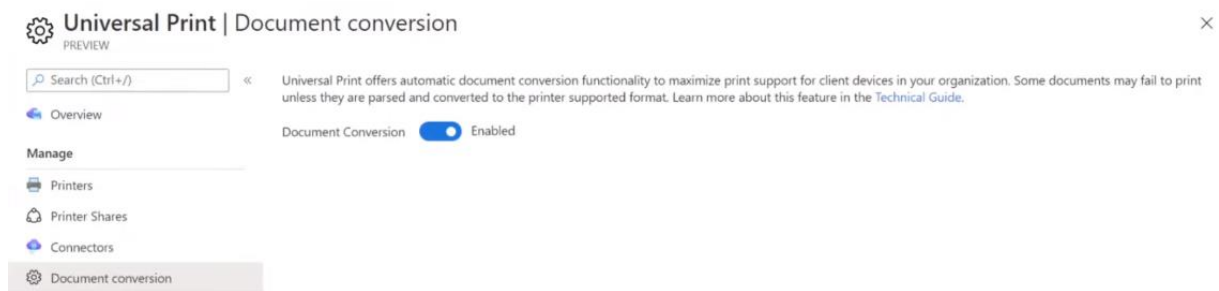 Universal Print | Document conversion
PREVIEW
Search (Ctrl+/)
«
Overview
Manage
Printers
Printer Shares
Connectors
Document conversion
Universal Print offers automatic document conversion functionality to maximize print support for client devices in your organization. Some documents may fail to print
unless they are parsed and converted to the printer supported format. Learn more about this feature in the Technical Guide.
Document Conversion Enabled